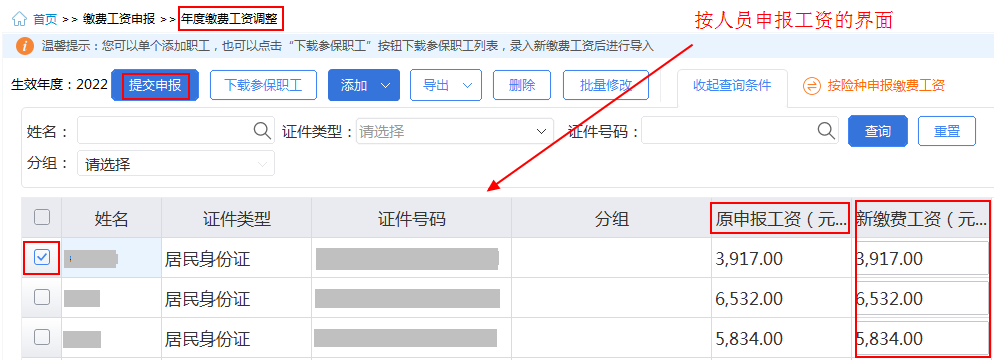 首页 >> 缴费工资申报 >> 年度缴费工资调整
按人员申报工资的界面
温馨提示：您可以单个添加职工，也可以点击“下载参保职工”按钮下载参保职工列表，录入新缴费工资后进行导入
生效年度：2022 提交申报 下载参保职工 添加 导出 删除 批量修改 收起查询条件 按险种申报缴费工资
姓名： 证件类型： 请选择 证件号码： 查询 重置
分组： 请选择
姓名 证件类型 证件号码 分组 原申报工资（元... 新缴费工资（元...
居民身份证 3,917.00 3,917.00
居民身份证 6,532.00 6,532.00
居民身份证 5,834.00 5,834.00